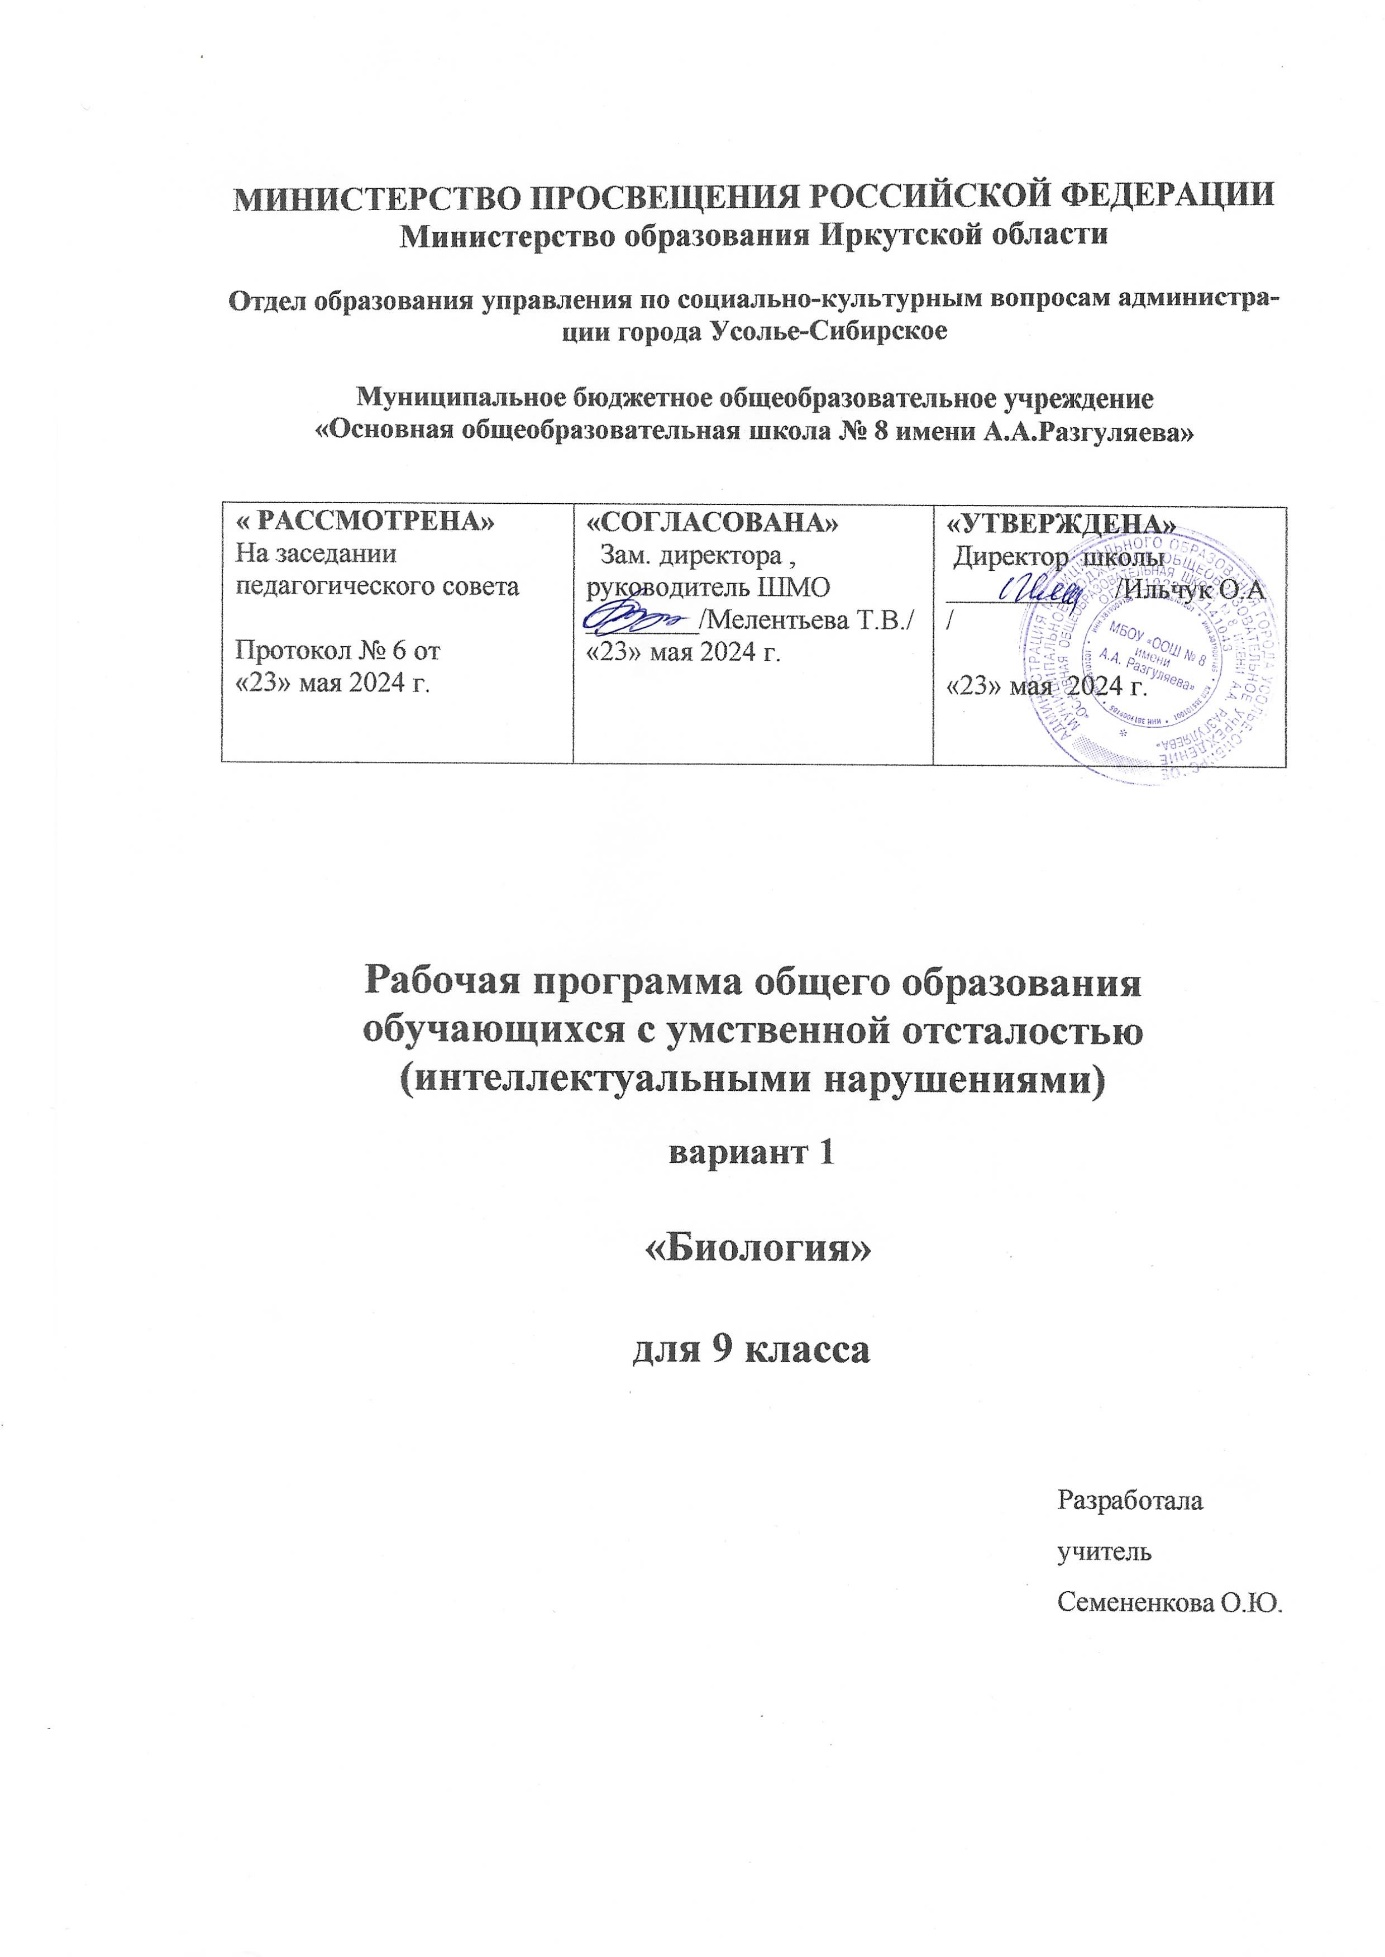 МИНИСТЕРСТВО ПРОСВЕЩЕНИЯ РОССИЙСКОЙ ФЕДЕРАЦИИ
Министерство образования Иркутской области
Отдел образования управления по социально-культурным вопросам администра-
ции города Усолье-Сибирское
Муниципальное бюджетное общеобразовательное учреждение
«Основная общеобразовательная школа № 8 имени А.А.Разгуляева»
« РАССМОТРЕНА»
На заседании
педагогического совета
Протокол № 6 от
«23» мая 2024 г.
«СОГЛАСОВАНА»
Зам. директора ,
руководитель ШМО
________/Мелентьева Т.В./
«23» мая 2024 г.
«УТВЕРЖДЕНА»
Директор школы
____________/Ильчук О.А
/
«23» мая 2024 г.
МБОУ «ООШ № 8
имени
А.А. Разгуляева»
Рабочая программа общего образования
обучающихся с умственной отсталостью
(интеллектуальными нарушениями)
вариант 1
«Биология»
для 9 класса
Разработала
учитель
Семененкова О.Ю.